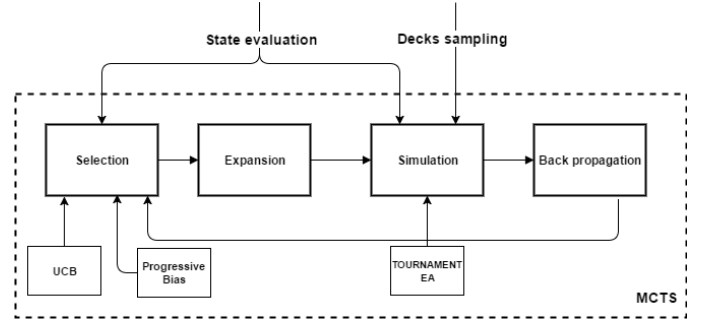 State evaluation
Decks sampling
Selection
Expansion
Simulation
Back propagation
UCB
Progressive
Bias
TOURNAMENT
EA
MCTS